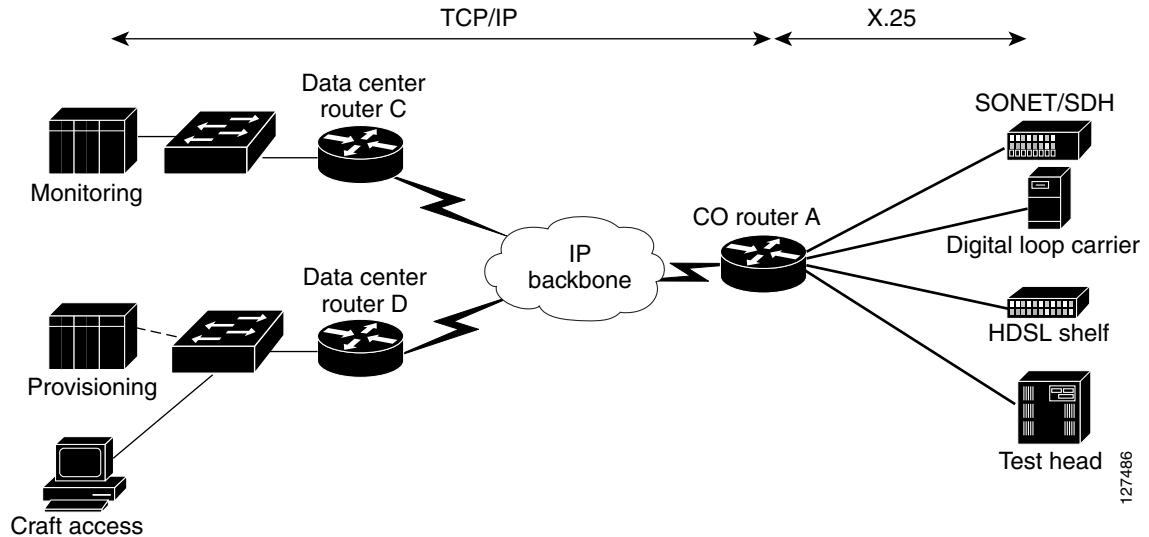 TCP/IP
X.25
Data center
router C
SONET/SDH
Monitoring
CO router A
Digital loop carrier
IP
backbone
Data center
router D
HDSL shelf
Provisioning
Test head
Craft access
127486